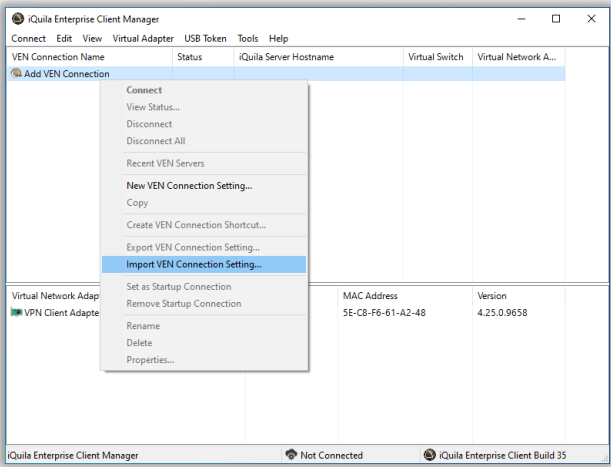 iQuila Enterprise Client Manager
Connect Edit View Virtual Adapter USB Token Tools Help
VEN Connection Name Status iQuila Server Hostname Virtual Switch Virtual Network A...
Add VEN Connection
Connect
View Status...
Disconnect
Disconnect All
Recent VEN Servers
New VEN Connection Setting...
Copy
Create VEN Connection Shortcut...
Export VEN Connection Setting...
Import VEN Connection Setting...
Set as Startup Connection
Remove Startup Connection
Rename
Delete
Properties...
Virtual Network Adap MAC Address Version
VPN Client Adapte 5E-C8-F6-61-A2-48 4.25.0.9658
iQuila Enterprise Client Manager Not Connected iQuila Enterprise Client Build 35